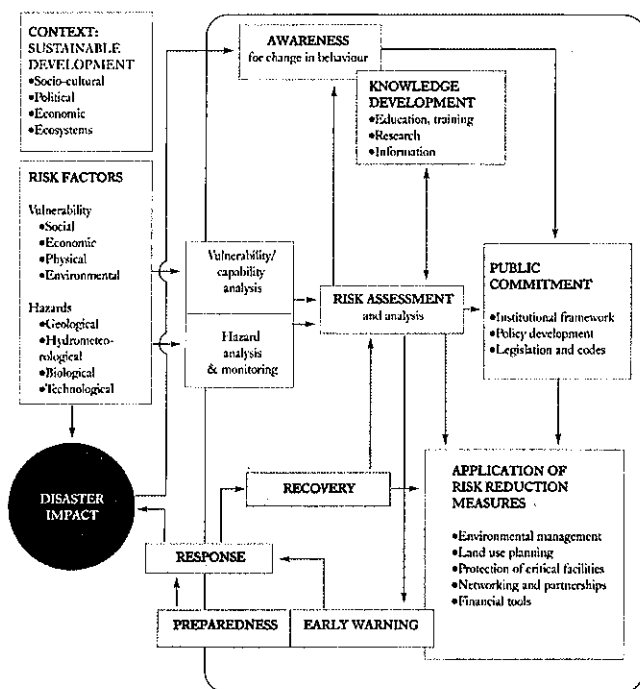 CONTEXT:
SUSTAINABLE
DEVELOPMENT
•Socio-cultural
•Political
•Economic
•Ecosystems
AWARENESS
for change in behaviour
KNOWLEDGE
DEVELOPMENT
•Education, training
•Research
•Information
RISK FACTORS
Vulnerability
•Social
•Economic
•Physical
•Environmental
Hazards
•Geological
•Hydrometeo-
rological
•Biological
•Technological
Vulnerability/
capability
analysis
Hazard
analysis
& monitoring
RISK ASSESSMENT
and analysis
PUBLIC
COMMITMENT
•Institutional framework
•Policy development
•Legislation and codes
DISASTER
IMPACT
RECOVERY
RESPONSE
PREPAREDNESS
EARLY WARNING
APPLICATION OF
RISK REDUCTION
MEASURES
•Environmental management
•Land use planning
•Protection of critical facilities
•Networking and partnerships
•Financial tools